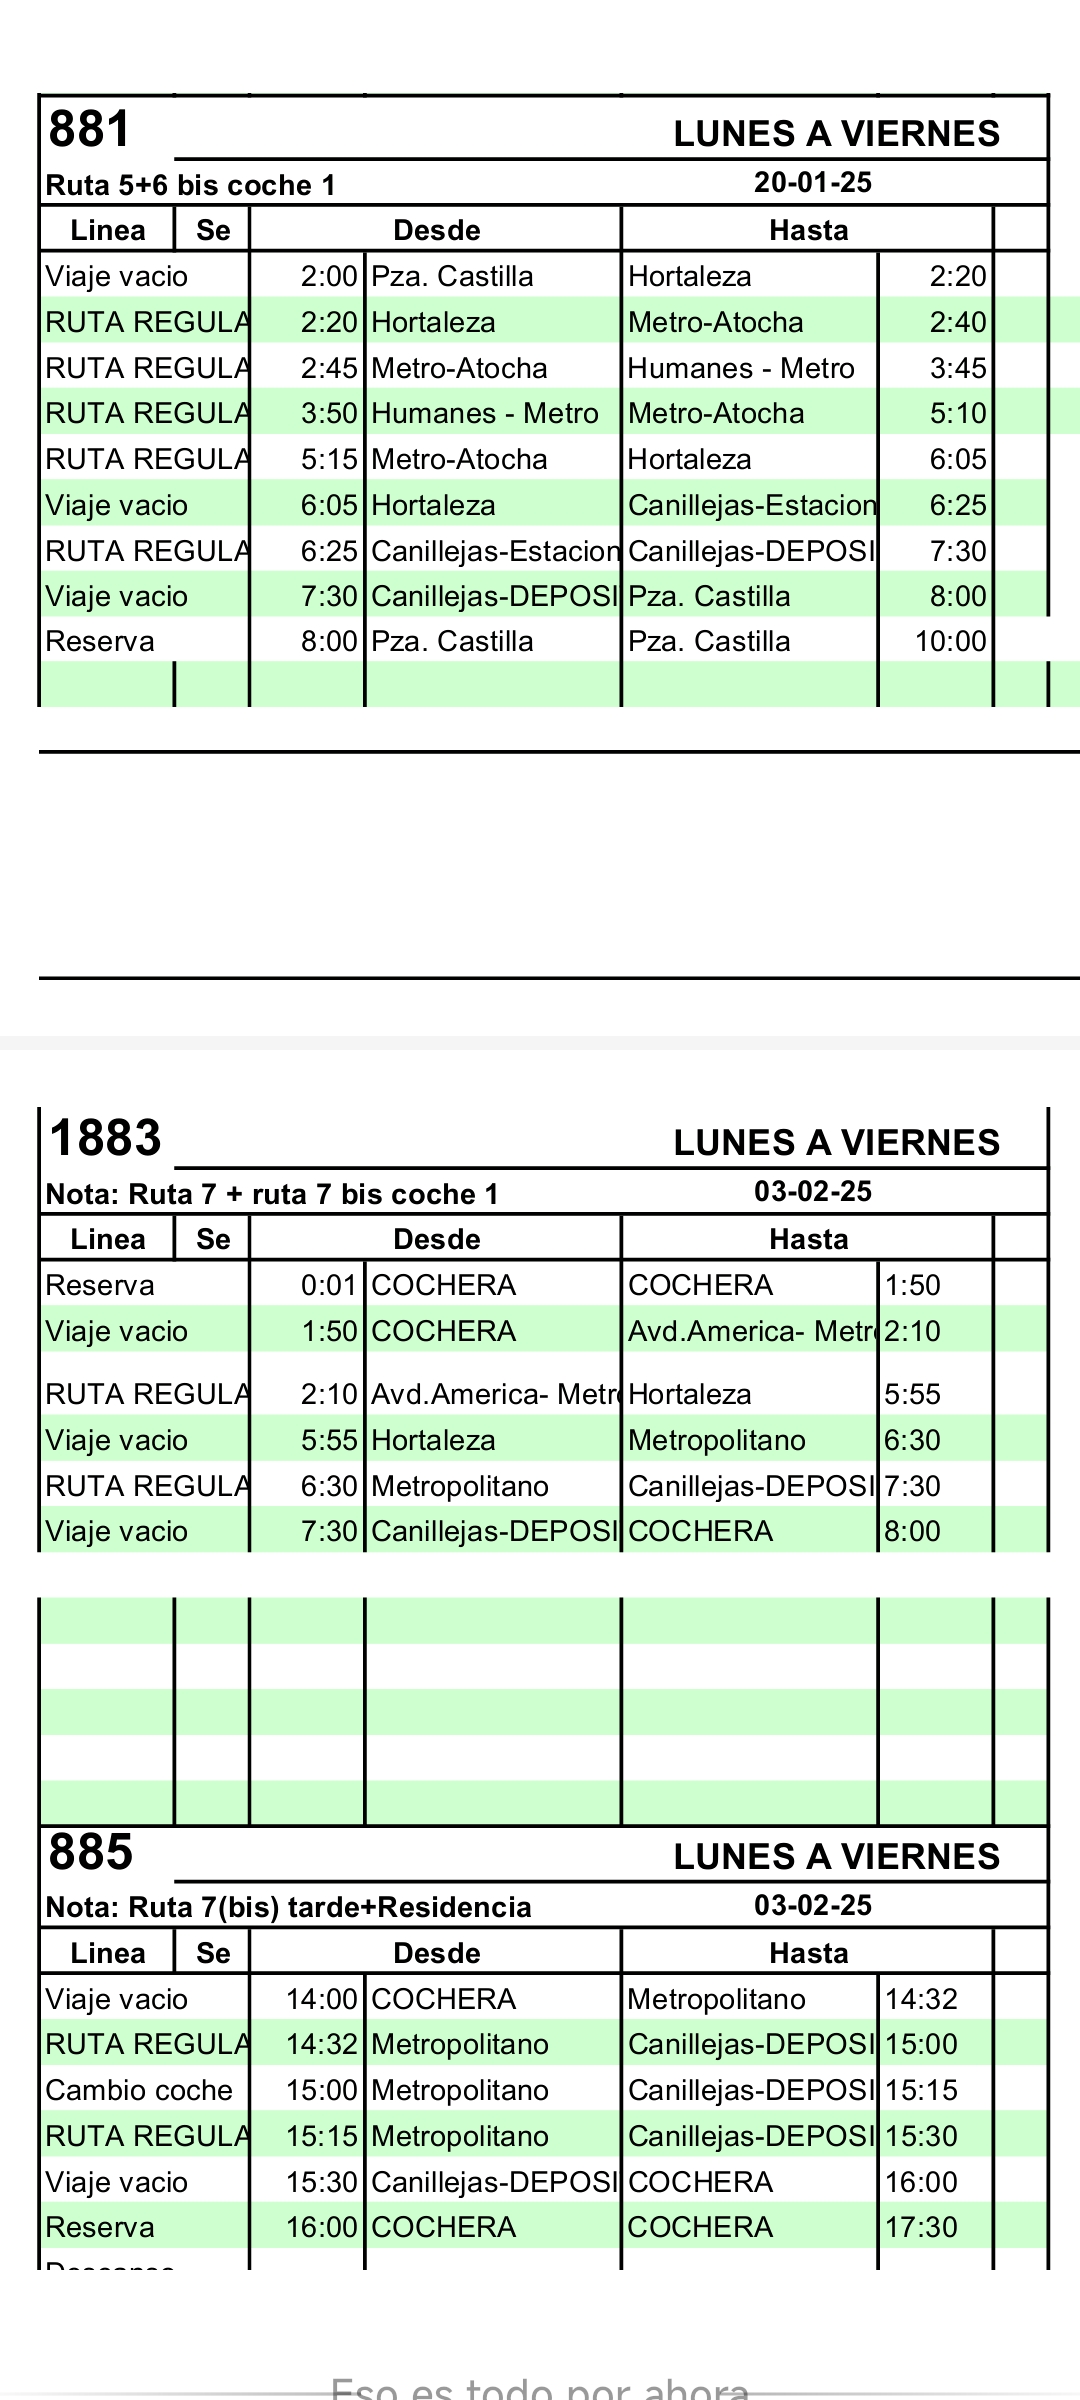 881 LUNES A VIERNES
Ruta 5+6 bis coche 1 20-01-25
Linea Se Desde Hasta
Viaje vacio 2:00 Pza. Castilla Hortaleza 2:20
RUTA REGULA 2:20 Hortaleza Metro-Atocha 2:40
RUTA REGULA 2:45 Metro-Atocha Humanes - Metro 3:45
RUTA REGULA 3:50 Humanes - Metro Metro-Atocha 5:10
RUTA REGULA 5:15 Metro-Atocha Hortaleza 6:05
Viaje vacio 6:05 Hortaleza Canillejas-Estacion 6:25
RUTA REGULA 6:25 Canillejas-Estacion Canillejas-DEPOSI 7:30
Viaje vacio 7:30 Canillejas-DEPOSI Pza. Castilla 8:00
Reserva 8:00 Pza. Castilla Pza. Castilla 10:00
1883 LUNES A VIERNES
Nota: Ruta 7 + ruta 7 bis coche 1 03-02-25
Linea Se Desde Hasta
Reserva 0:01 COCHERA COCHERA 1:50
Viaje vacio 1:50 COCHERA Avd.America- Metr 2:10
RUTA REGULA 2:10 Avd.America- Metr Hortaleza 5:55
Viaje vacio 5:55 Hortaleza Metropolitano 6:30
RUTA REGULA 6:30 Metropolitano Canillejas-DEPOSI 7:30
Viaje vacio 7:30 Canillejas-DEPOSI COCHERA 8:00
885 LUNES A VIERNES
Nota: Ruta 7(bis) tarde+Residencia 03-02-25
Linea Se Desde Hasta
Viaje vacio 14:00 COCHERA Metropolitano 14:32
RUTA REGULA 14:32 Metropolitano Canillejas-DEPOSI 15:00
Cambio coche 15:00 Metropolitano Canillejas-DEPOSI 15:15
RUTA REGULA 15:15 Metropolitano Canillejas-DEPOSI 15:30
Viaje vacio 15:30 Canillejas-DEPOSI COCHERA 16:00
Reserva 16:00 COCHERA COCHERA 17:30
Eso es todo por ahora